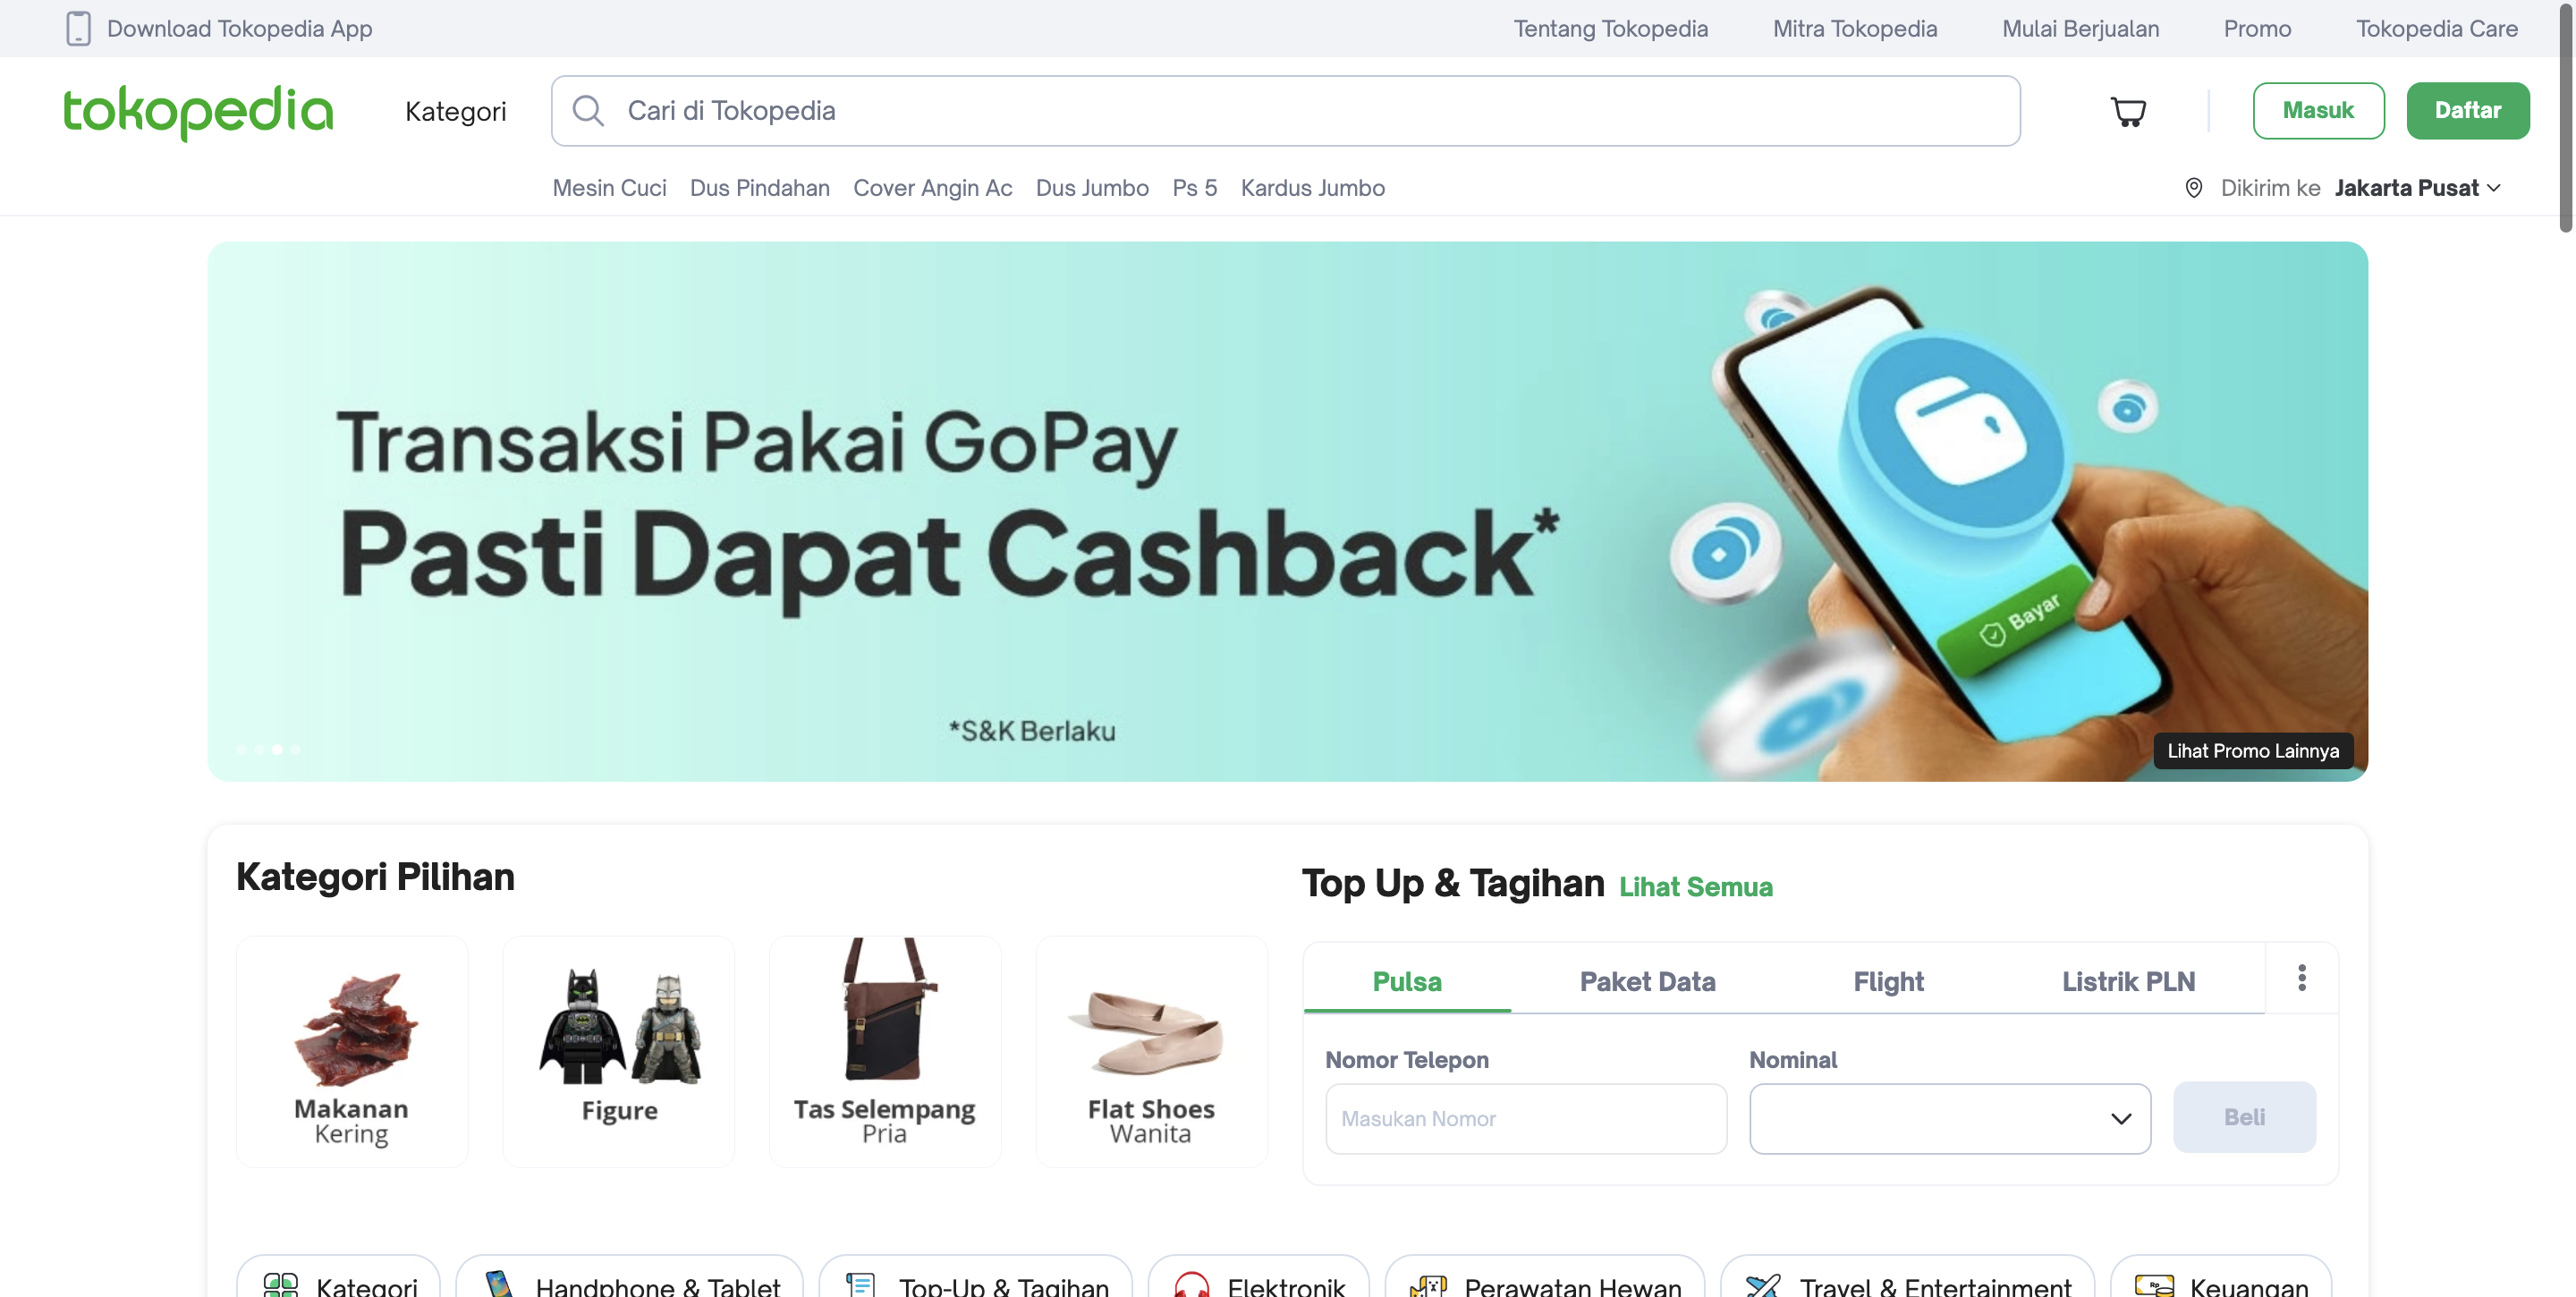 Download Tokopedia App
Tentang Tokopedia
Mitra Tokopedia
Mulai Berjualan
Promo
Tokopedia Care
tokopedia
Kategori
Cari di Tokopedia
Masuk
Daftar
Mesin Cuci
Dus Pindahan
Cover Angin Ac
Dus Jumbo
Ps 5
Kardus Jumbo
Dikirim ke Jakarta Pusat
Transaksi Pakai GoPay
Pasti Dapat Cashback*
*S&K Berlaku
Bayar
Lihat Promo Lainnya
Kategori Pilihan
Makanan
Kering
Figure
Tas Selempang
Pria
Flat Shoes
Wanita
Top Up & Tagihan Lihat Semua
Pulsa
Paket Data
Flight
Listrik PLN
Nomor Telepon
Masukan Nomor
Nominal
Beli
Kategori
Handphone & Tablet
Top-Up & Tagihan
Elektronik
Perawatan Hewan
Travel & Entertainment
Rp
Keuangan